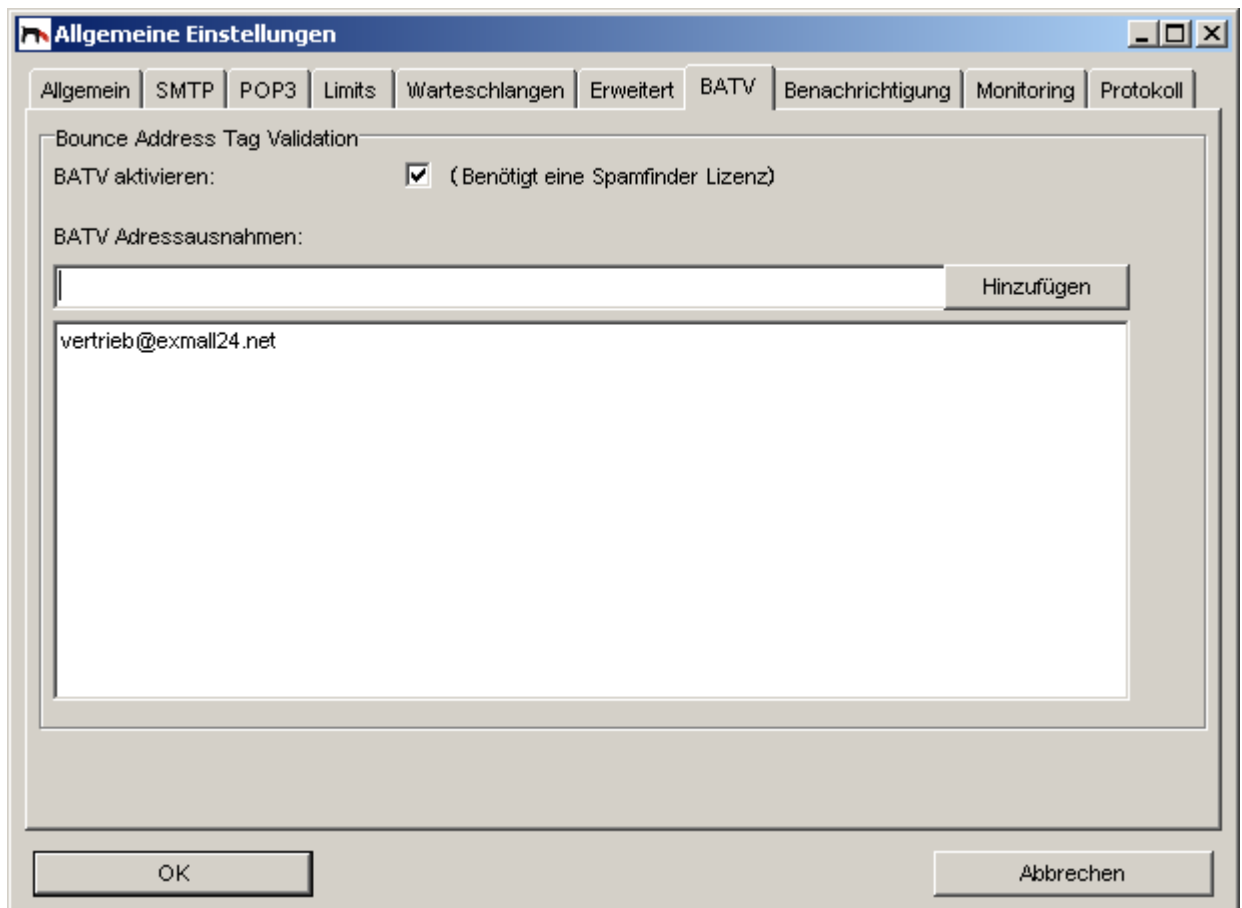 Allgemeine Einstellungen
Allgemein SMTP POP3 Limits Warteschlangen Erweitert BATV Benachrichtigung Monitoring Protokoll
Bounce Address Tag Validation
BATV aktivieren: (Benötigt eine Spamfinder Lizenz)
BATV Adressausnahmen:
Hinzufügen
vertrieb@exmall24.net
OK Abbrechen